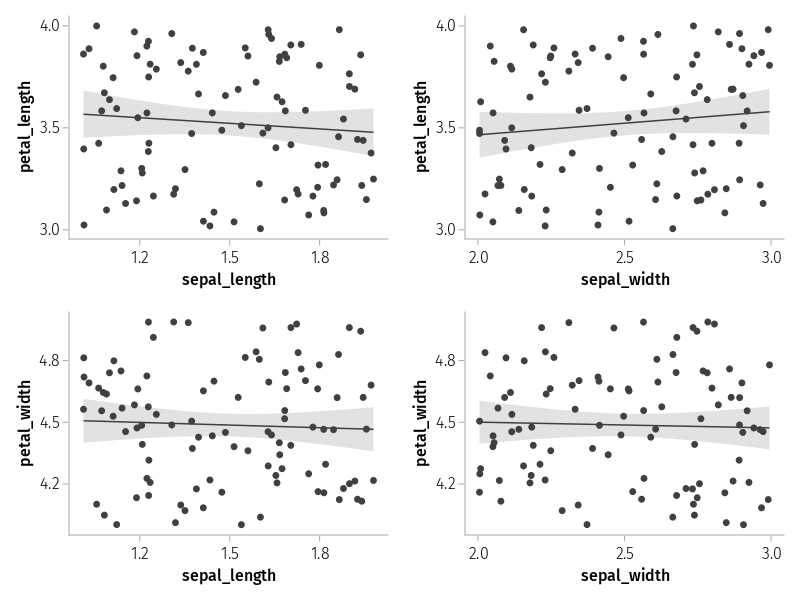 petal_length
4.0
3.5
3.0
1.2 1.5 1.8
sepal_length
petal_length
4.0
3.5
3.0
2.0 2.5 3.0
sepal_width
petal_width
4.8
4.5
4.2
1.2 1.5 1.8
sepal_length
petal_width
4.8
4.5
4.2
2.0 2.5 3.0
sepal_width